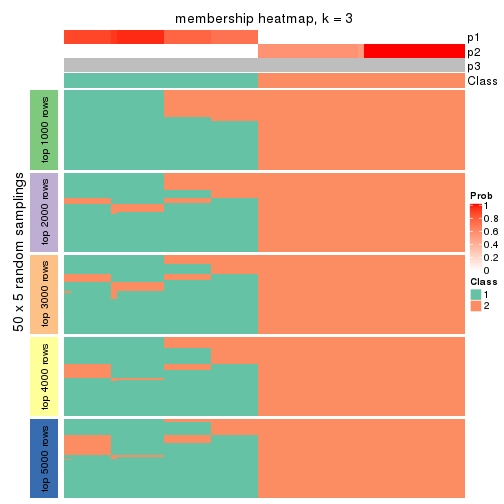 membership heatmap, k = 3
p1
p2
p3
Class
50 x 5 random samplings
top 1000 rows
top 2000 rows
top 3000 rows
top 4000 rows
top 5000 rows
Prob
1
0.8
0.6
0.4
0.2
0
Class
1
2